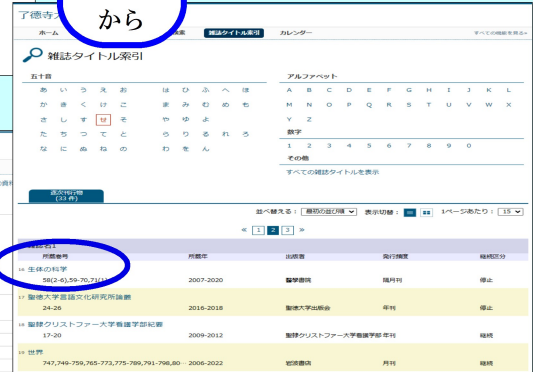 了徳寺大
から
ホーム
検索
雑誌タイトル索引
カレンダー
すべての機能を見る»
雑誌タイトル索引
五十音
あ い う え お は ひ ふ へ ほ
か き く け こ ま み む め も
さ し す せ そ や ゆ よ
た ち つ て と ら り る れ ろ
な に ぬ ね の わ を ん
アルファベット
A B C D E F G H I J K L
M N O P Q R S T U V W X
Y Z
数字
1 2 3 4 5 6 7 8 9 0
その他
すべての雑誌タイトルを表示
逐次刊行物
(33 件)
並べ替える: 最初の並び順 表示切替: 1ページあたり: 15
« 1 2 3 »
雑誌名1
所蔵巻号 所蔵年 出版者 発行頻度 継続区分
16 生体の科学
58(2-6),59-70,71(1 2007-2020 醫學書院 隔月刊 停止
17 聖徳大学言語文化研究所論叢
24-26 2016-2018 聖徳大学出版会 年刊 停止
18 聖隷クリストファー大学看護学部紀要
17-20 2009-2012 聖隷クリストファー大学看護学部 年刊 継続
19 世界
747,749-759,765-773,775-789,791-798,80… 2006-2022 岩波書店 月刊 継続